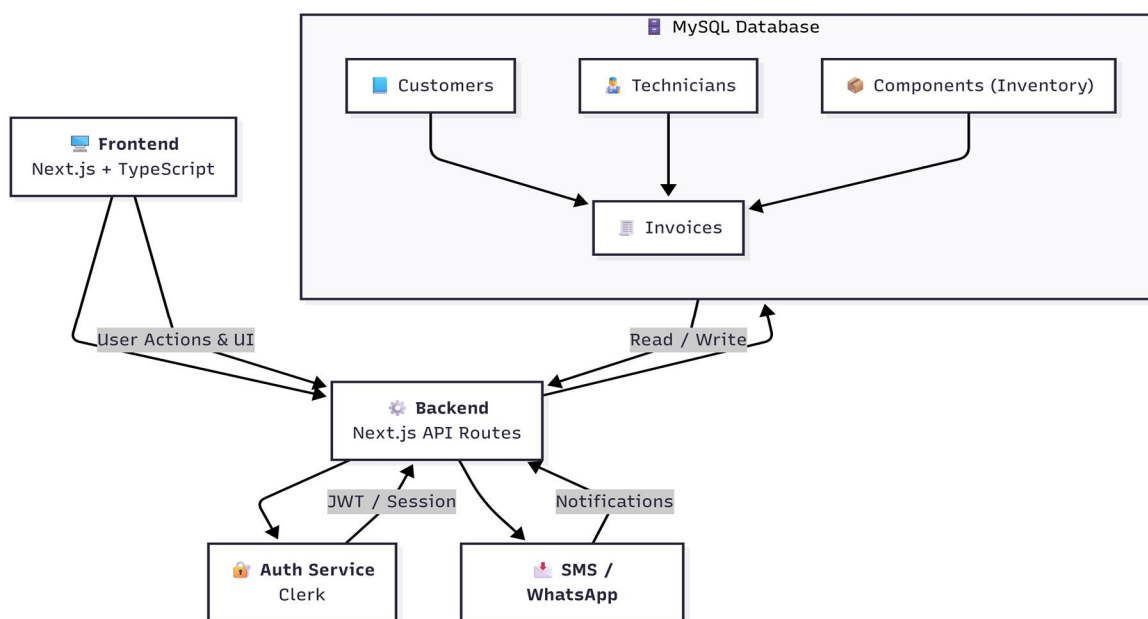 MySQL Database
Customers
Technicians
Components (Inventory)
Frontend
Next.js + TypeScript
Invoices
User Actions & UI
Read / Write
Backend
Next.js API Routes
JWT / Session
Notifications
Auth Service
Clerk
SMS /
WhatsApp